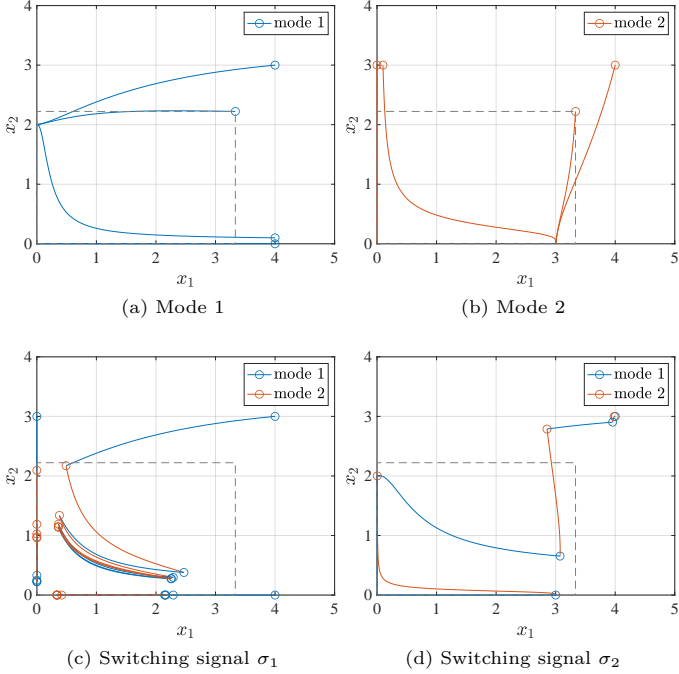 4
3
2
1
0
x2
0 1 2 3 4 5
x1
mode 1
(a) Mode 1
4
3
2
1
0
x2
0 1 2 3 4 5
x1
mode 2
(b) Mode 2
4
3
2
1
0
x2
0 1 2 3 4 5
x1
mode 1
mode 2
(c) Switching signal σ1
4
3
2
1
0
x2
0 1 2 3 4 5
x1
mode 1
mode 2
(d) Switching signal σ2